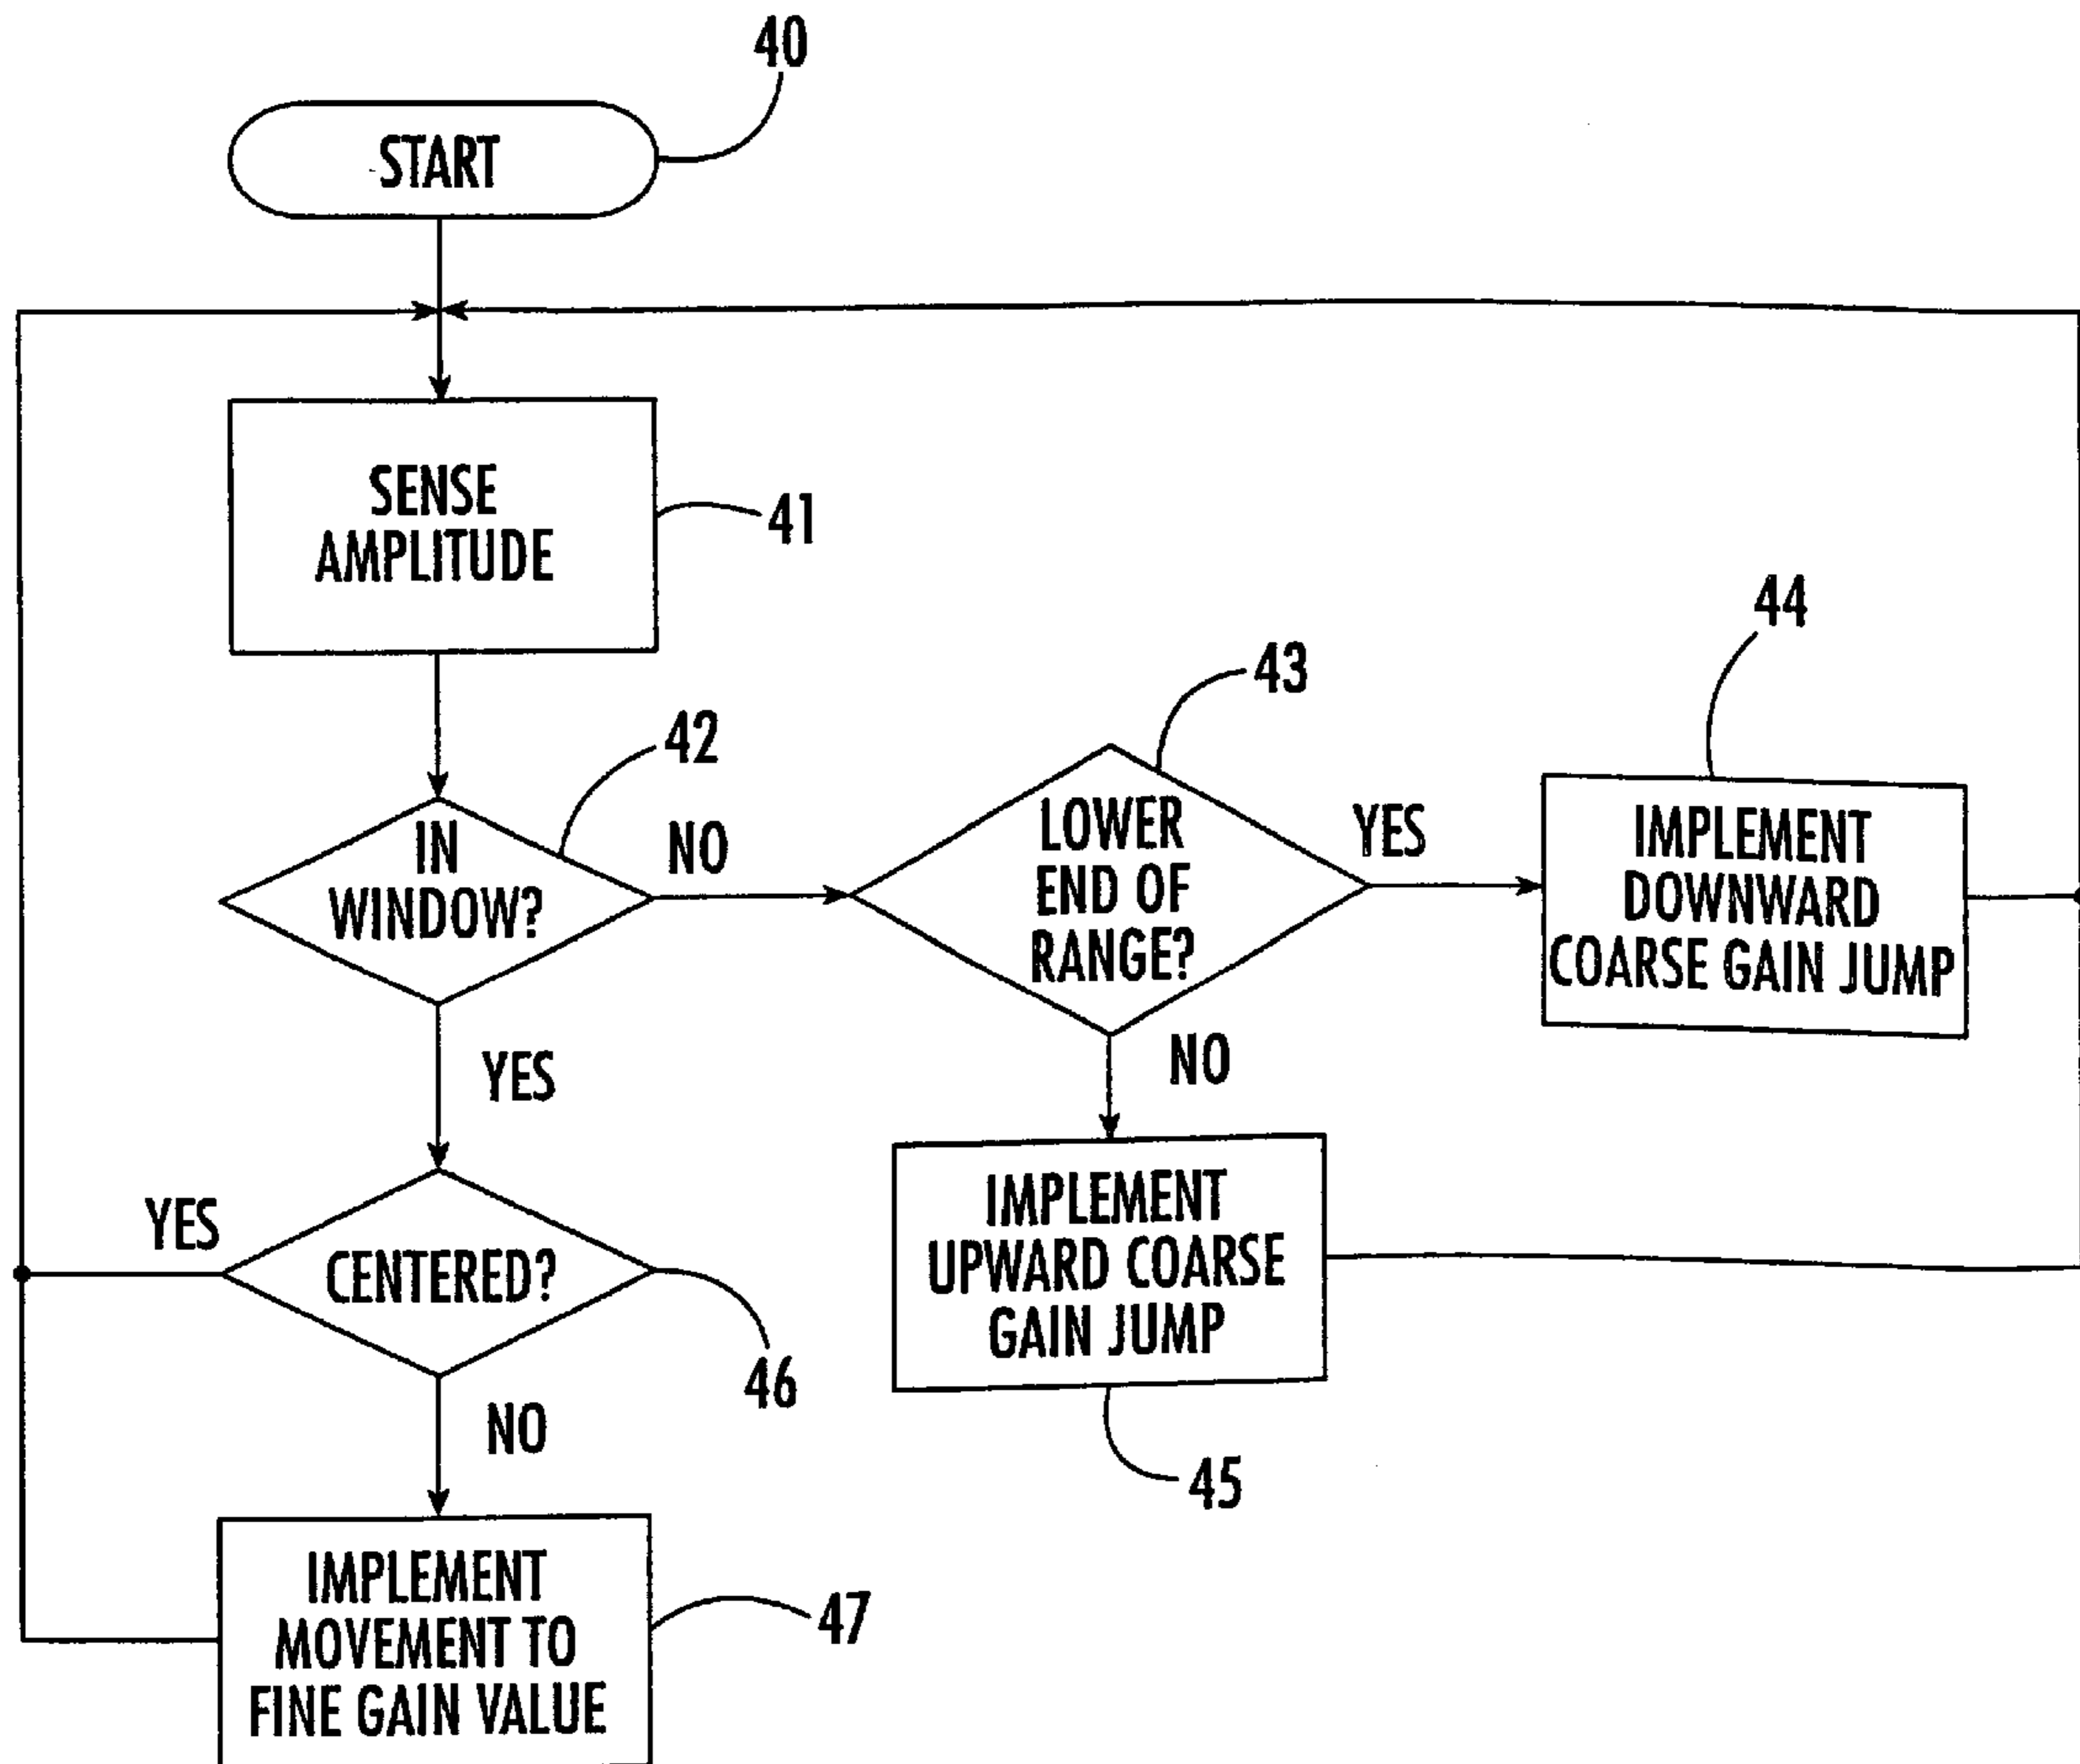 40
START
SENSE
AMPLITUDE
41
42
IN
WINDOW?
NO
YES
43
LOWER
END OF
RANGE?
YES
NO
44
IMPLEMENT
DOWNWARD
COARSE GAIN JUMP
IMPLEMENT
UPWARD COARSE
GAIN JUMP
45
YES
CENTERED?
46
NO
IMPLEMENT
MOVEMENT TO
FINE GAIN VALUE
47